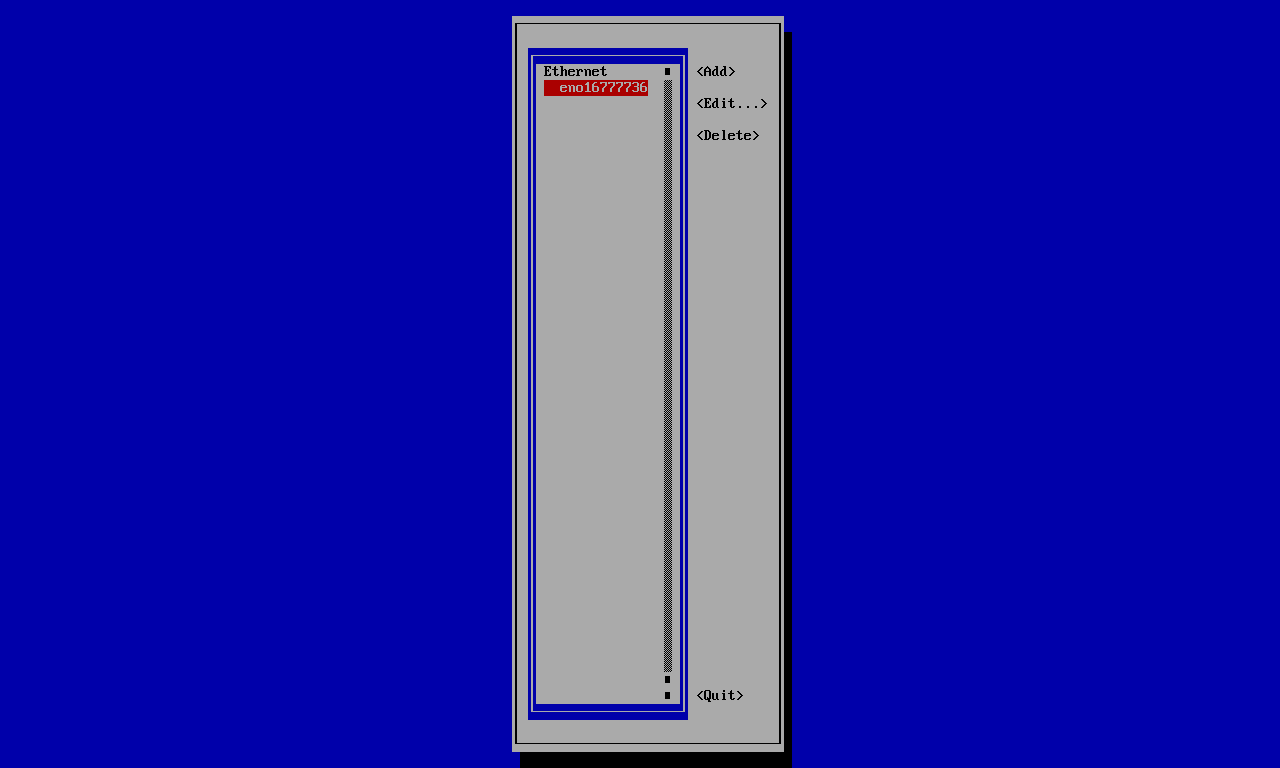 Ethernet
eno16777736
<Add>
<Edit...>
<Delete>
<Quit>